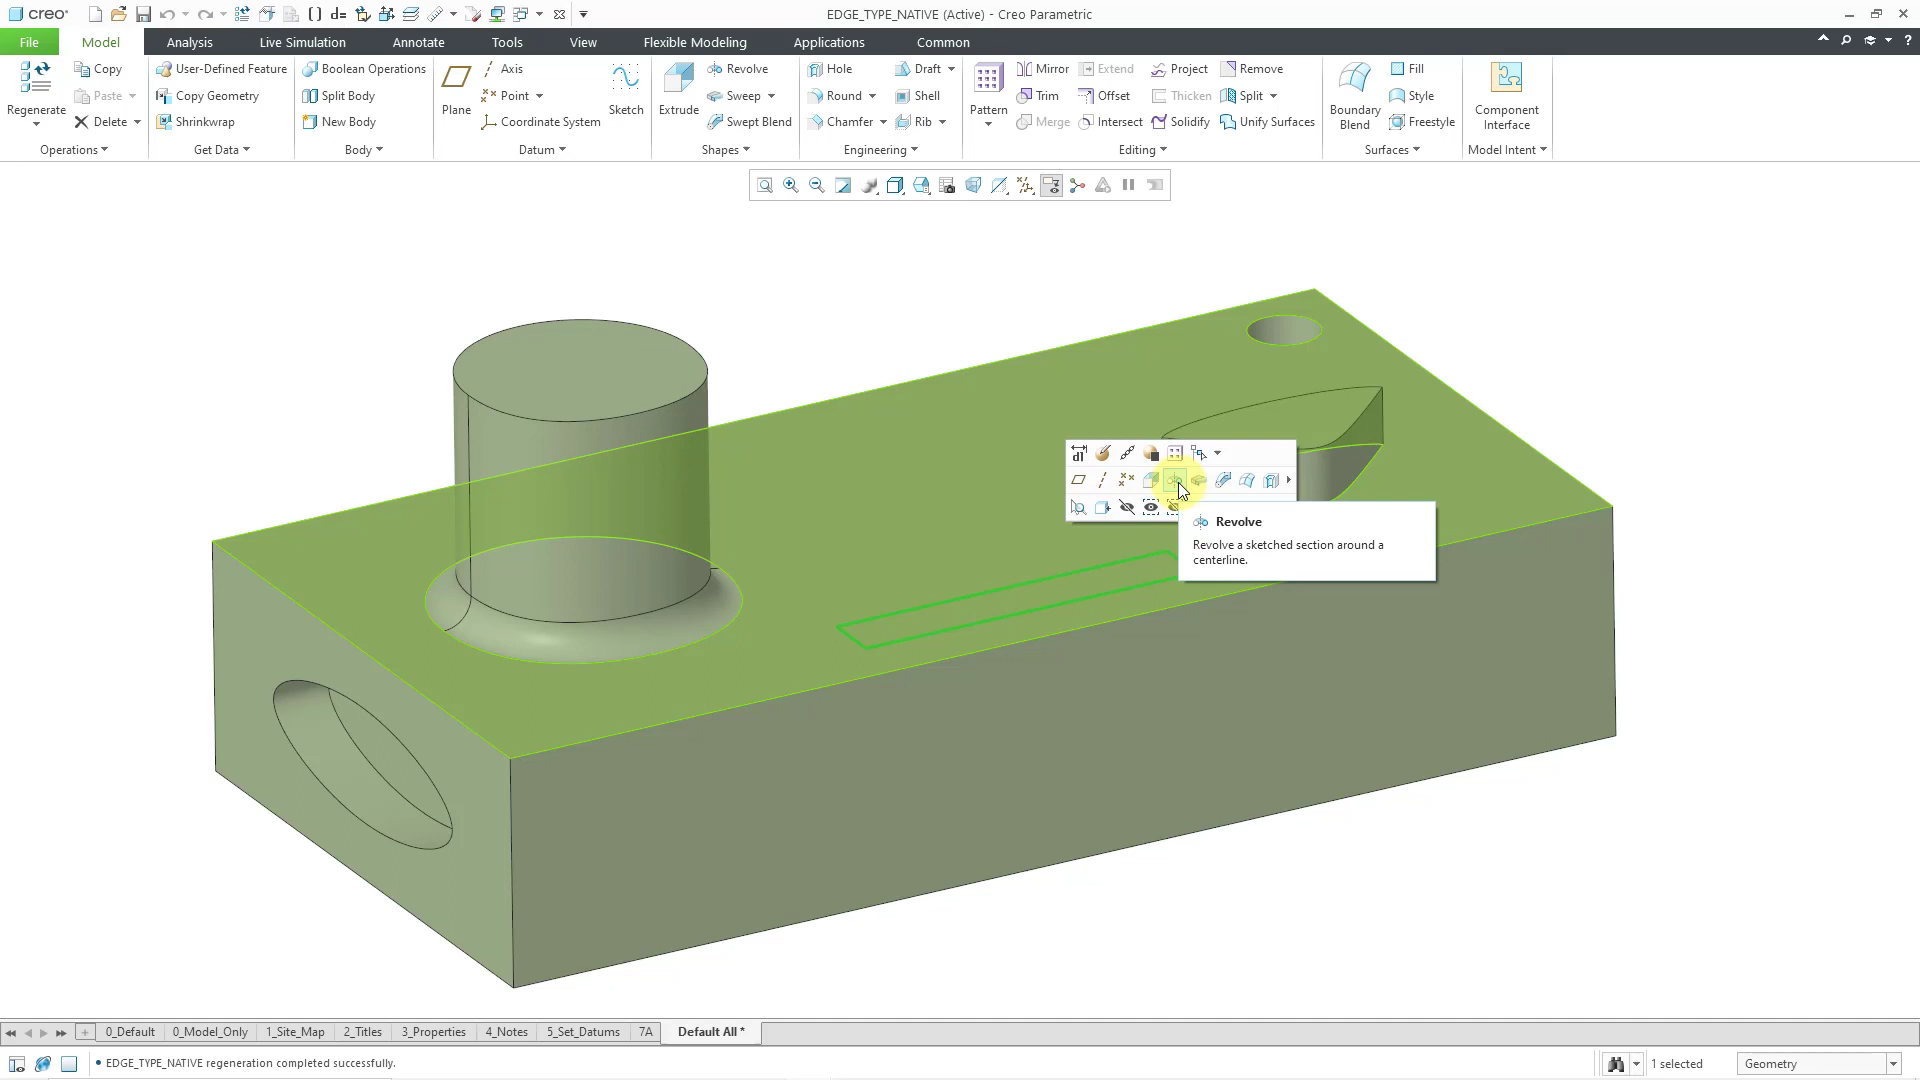 creo
d=
EDGE_TYPE_NATIVE (Active) - Creo Parametric
File
Model
Analysis
Live Simulation
Annotate
Tools
View
Flexible Modeling
Applications
Common
Regenerate
Copy
Paste
Delete
Operations
User-Defined Feature
Copy Geometry
Shrinkwrap
Get Data
Boolean Operations
Split Body
New Body
Body
Plane
Axis
Point
Coordinate System
Sketch
Datum
Extrude
Revolve
Sweep
Swept Blend
Shapes
Hole
Round
Chamfer
Draft
Shell
Rib
Engineering
Pattern
Mirror
Trim
Merge
Extend
Offset
Intersect
Project
Thicken
Solidify
Remove
Split
Unify Surfaces
Editing
Boundary Blend
Fill
Style
Freestyle
Surfaces
Component Interface
Model Intent
Revolve
Revolve a sketched section around a
centerline.
0_Default
0_Model_Only
1_Site_Map
2_Titles
3_Properties
4_Notes
5_Set_Datums
7A
Default All *
• EDGE_TYPE_NATIVE regeneration completed successfully.
1 selected
Geometry